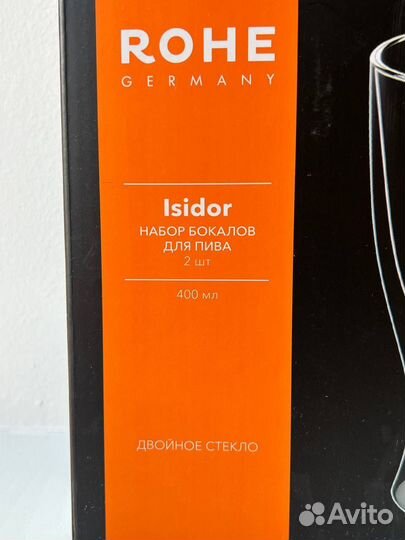 ROHE
GERMANY
Isidor
НАБОР БОКАЛОВ
ДЛЯ ПИВА
2 шт
400 мл
ДВОЙНОЕ СТЕКЛО
Avito